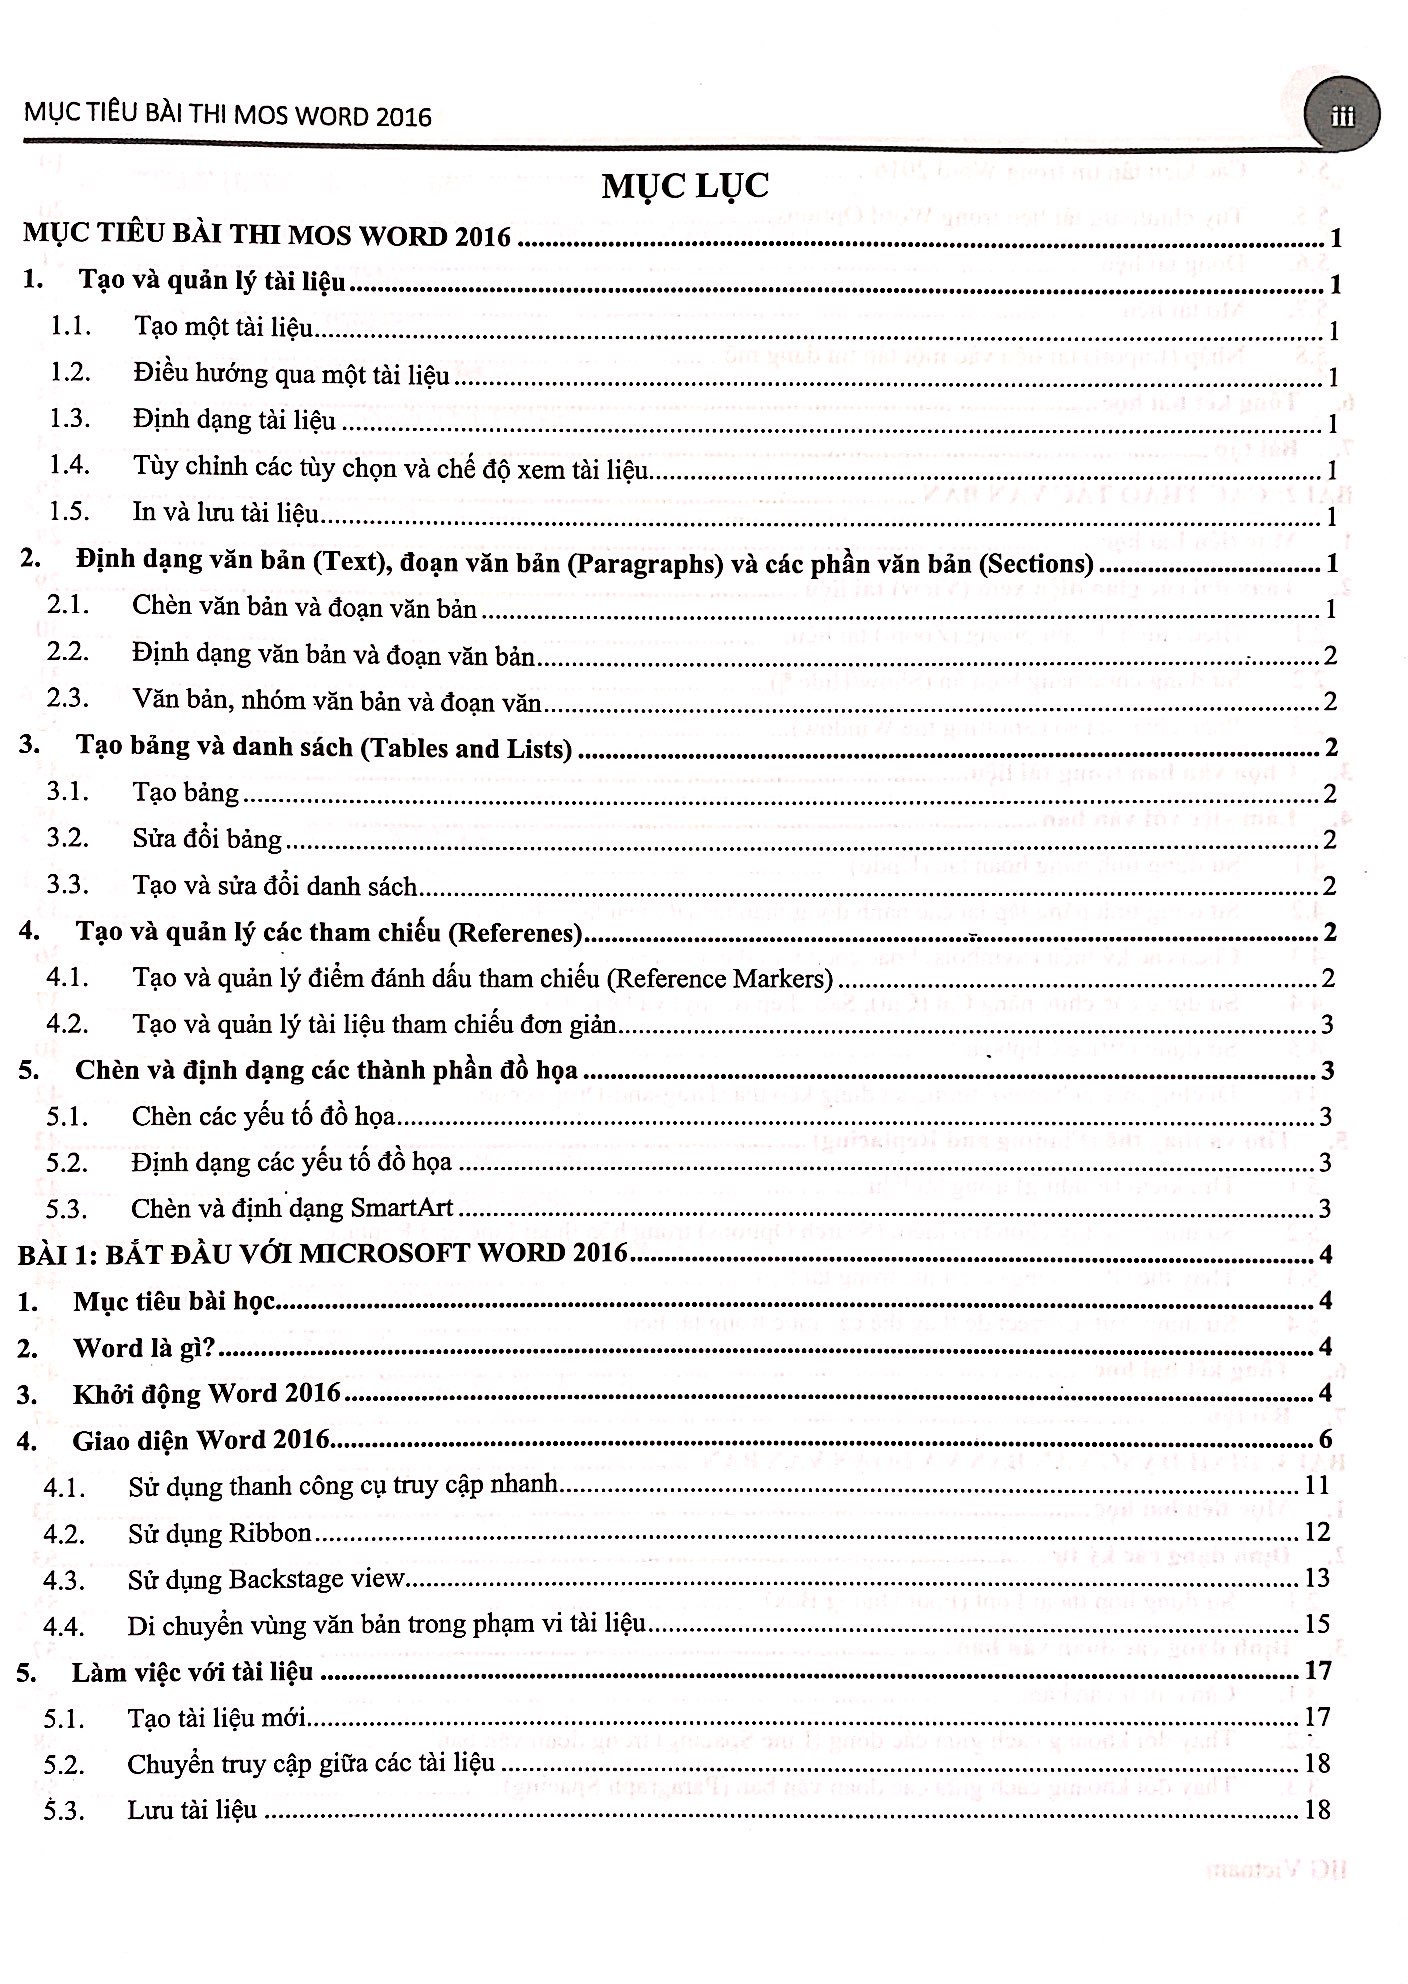 MỤC TIÊU BÀI THI MOS WORD 2016
iii
MỤC LỤC
MỤC TIÊU BÀI THI MOS WORD 2016 ........ 1
1. Tạo và quản lý tài liệu ........ 1
1.1. Tạo một tài liệu ........ 1
1.2. Điều hướng qua một tài liệu ........ 1
1.3. Định dạng tài liệu ........ 1
1.4. Tùy chỉnh các tùy chọn và chế độ xem tài liệu ........ 1
1.5. In và lưu tài liệu ........ 1
2. Định dạng văn bản (Text), đoạn văn bản (Paragraphs) và các phần văn bản (Sections) ........ 1
2.1. Chèn văn bản và đoạn văn bản ........ 1
2.2. Định dạng văn bản và đoạn văn bản ........ 2
2.3. Văn bản, nhóm văn bản và đoạn văn ........ 2
3. Tạo bảng và danh sách (Tables and Lists) ........ 2
3.1. Tạo bảng ........ 2
3.2. Sửa đổi bảng ........ 2
3.3. Tạo và sửa đổi danh sách ........ 2
4. Tạo và quản lý các tham chiếu (Referenes) ........ 2
4.1. Tạo và quản lý điểm đánh dấu tham chiếu (Reference Markers) ........ 2
4.2. Tạo và quản lý tài liệu tham chiếu đơn giản ........ 3
5. Chèn và định dạng các thành phần đồ họa ........ 3
5.1. Chèn các yếu tố đồ họa ........ 3
5.2. Định dạng các yếu tố đồ họa ........ 3
5.3. Chèn và định dạng SmartArt ........ 3
BÀI 1: BẮT ĐẦU VỚI MICROSOFT WORD 2016 ........ 4
1. Mục tiêu bài học ........ 4
2. Word là gì? ........ 4
3. Khởi động Word 2016 ........ 4
4. Giao diện Word 2016 ........ 6
4.1. Sử dụng thanh công cụ truy cập nhanh ........ 11
4.2. Sử dụng Ribbon ........ 12
4.3. Sử dụng Backstage view ........ 13
4.4. Di chuyển vùng văn bản trong phạm vi tài liệu ........ 15
5. Làm việc với tài liệu ........ 17
5.1. Tạo tài liệu mới ........ 17
5.2. Chuyển truy cập giữa các tài liệu ........ 18
5.3. Lưu tài liệu ........ 18